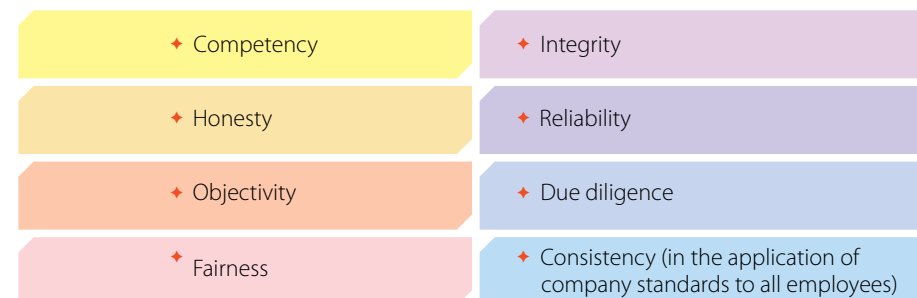 Competency
Integrity
Honesty
Reliability
Objectivity
Due diligence
Fairness
Consistency (in the application of
company standards to all employees)